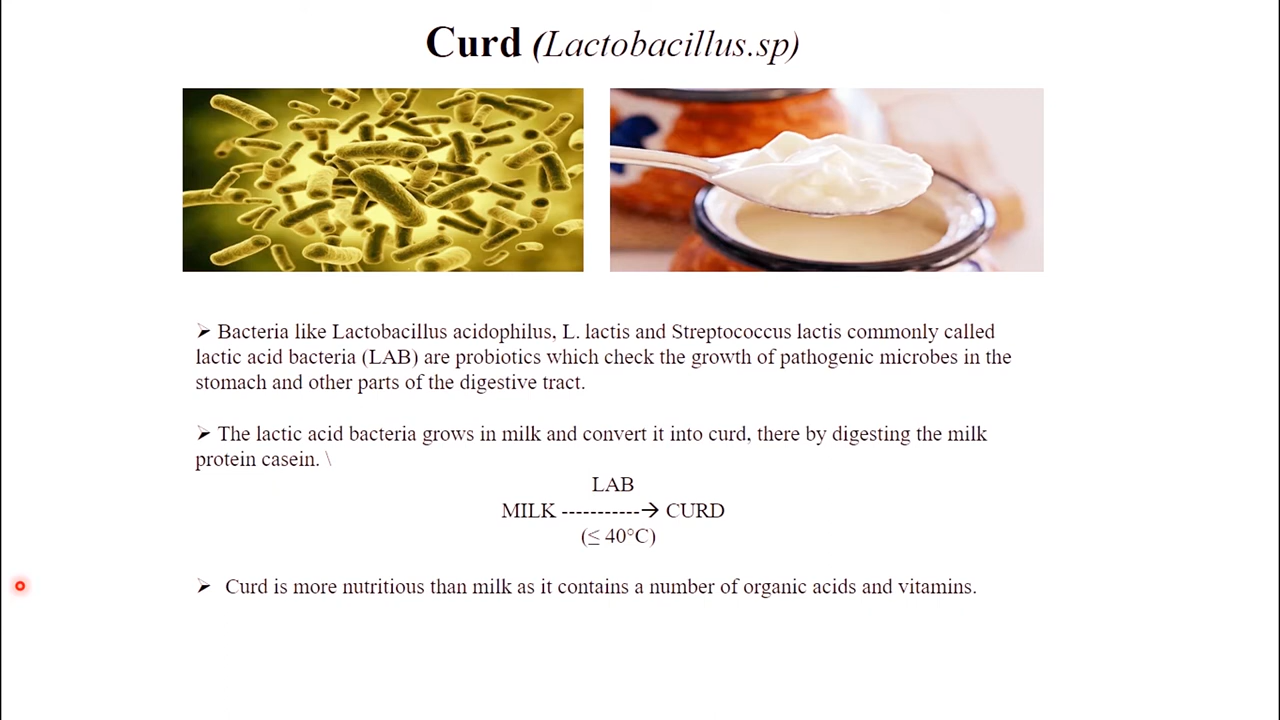 Curd (Lactobacillus.sp)
➢ Bacteria like Lactobacillus acidophilus, L. lactis and Streptococcus lactis commonly called
lactic acid bacteria (LAB) are probiotics which check the growth of pathogenic microbes in the
stomach and other parts of the digestive tract.
➢ The lactic acid bacteria grows in milk and convert it into curd, there by digesting the milk
protein casein. \
LAB
MILK -----------→ CURD
(≤ 40°C)
➢ Curd is more nutritious than milk as it contains a number of organic acids and vitamins.